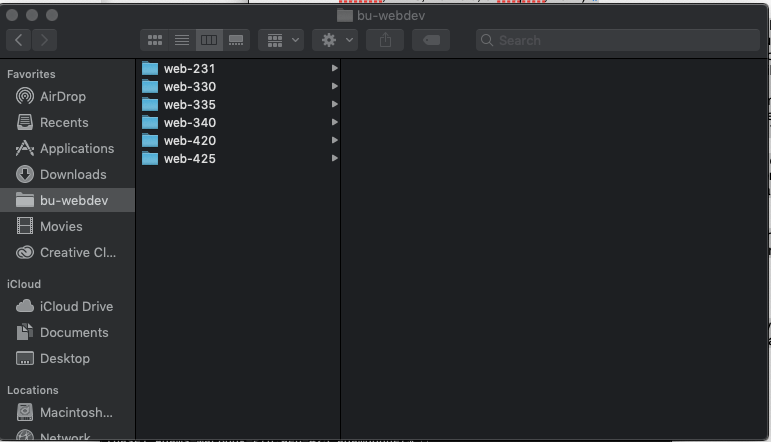 bu-webdev
Search
Favorites
AirDrop
Recents
Applications
Downloads
bu-webdev
Movies
Creative Cl...
iCloud
iCloud Drive
Documents
Desktop
Locations
Macintosh...
Network
web-231
web-330
web-335
web-340
web-420
web-425